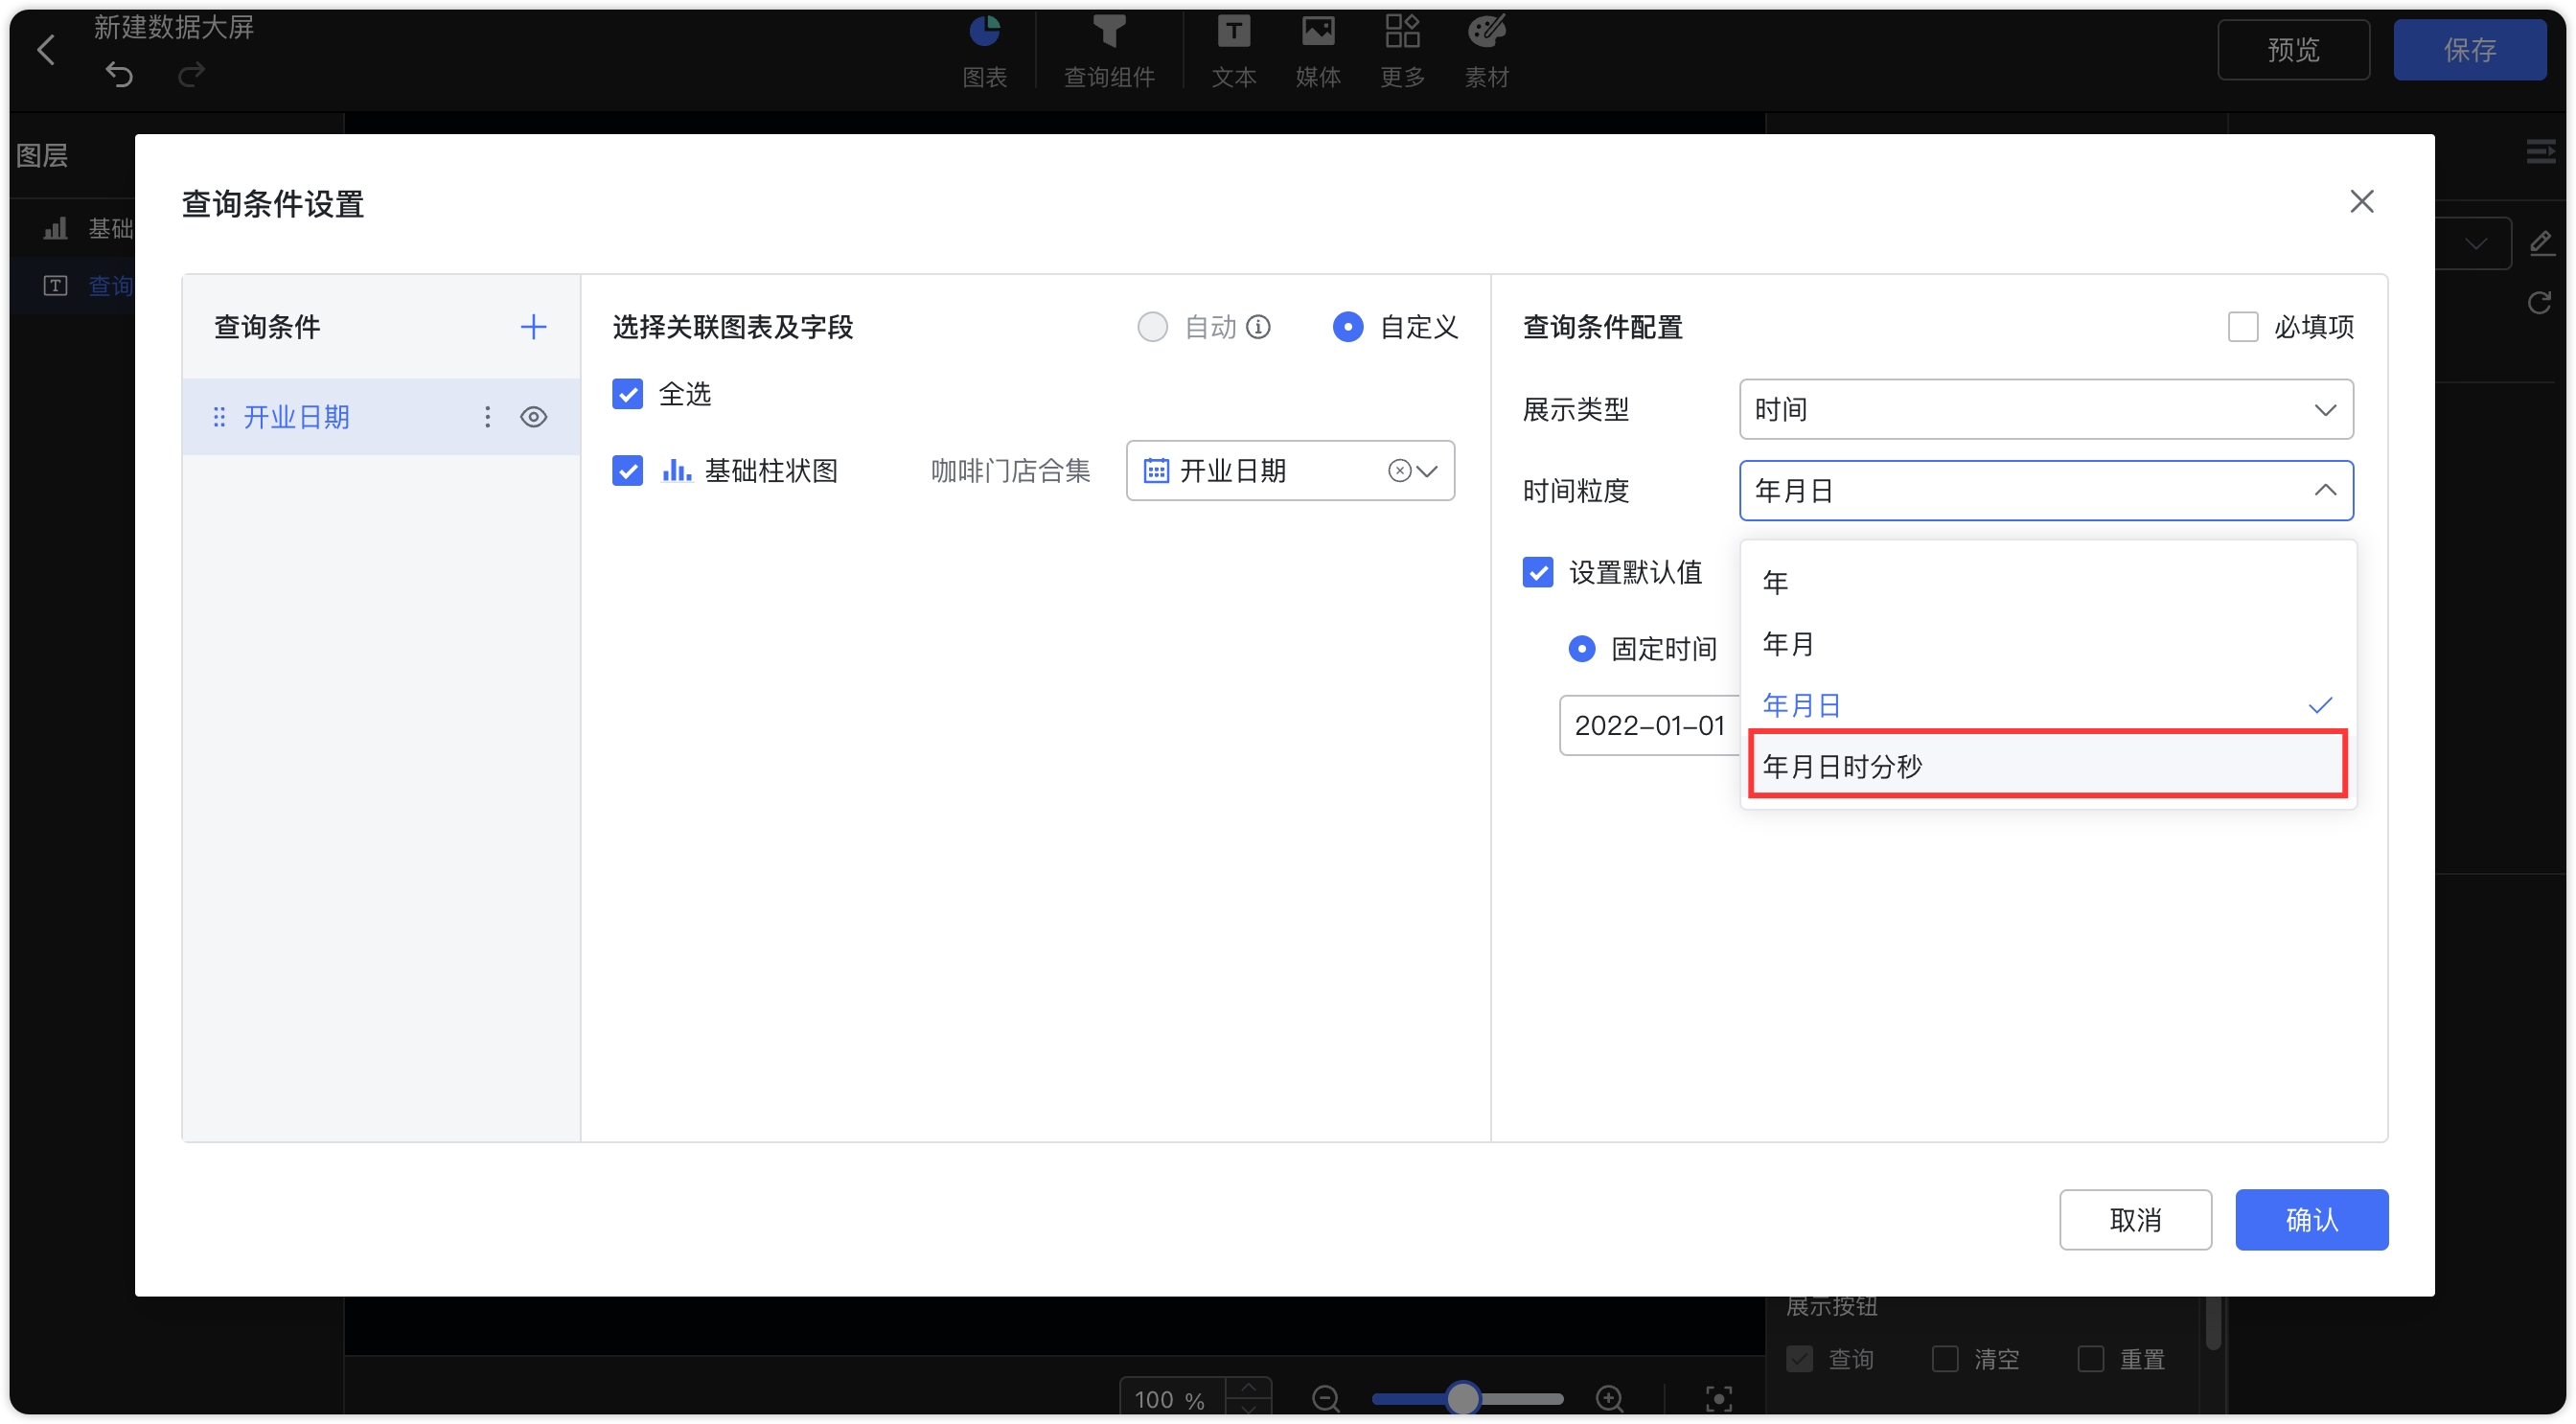 新建数据大屏
图表
查询组件
文本
媒体
更多
素材
预览
保存
图层
基础
查询
查询条件设置
查询条件
开业日期
选择关联图表及字段
自动
自定义
全选
基础柱状图
咖啡门店合集
开业日期
查询条件配置
必填项
展示类型
时间
时间粒度
年月日
设置默认值
年
年月
年月日
年月日时分秒
固定时间
2022-01-01
取消
确认
展示按钮
查询
清空
重置
100 %